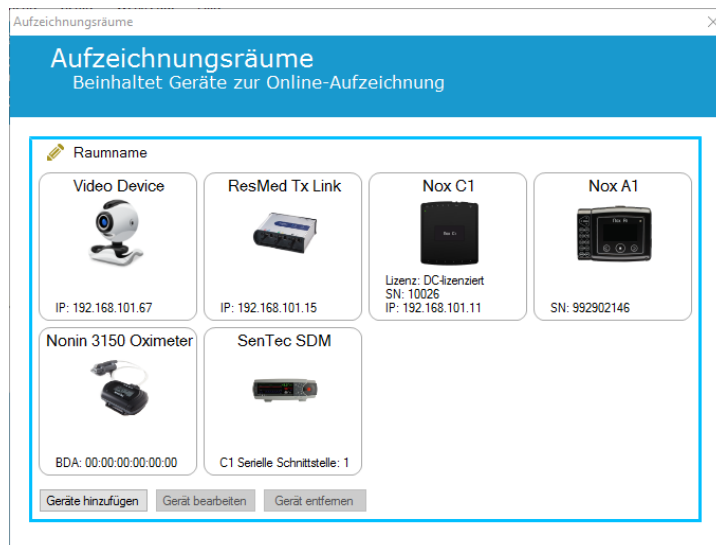 Aufzeichnungsräume
Aufzeichnungsräume
Beinhaltet Geräte zur Online-Aufzeichnung
Raumname
Video Device
IP: 192.168.101.67
ResMed Tx Link
IP: 192.168.101.15
Nox C1
Lizenz: DC-lizenziert
SN: 10026
IP: 192.168.101.11
Nox A1
SN: 992902146
Nonin 3150 Oximeter
BDA: 00:00:00:00:00:00
SenTec SDM
C1 Serielle Schnittstelle: 1
Geräte hinzufügen
Gerät bearbeiten
Gerät entfernen